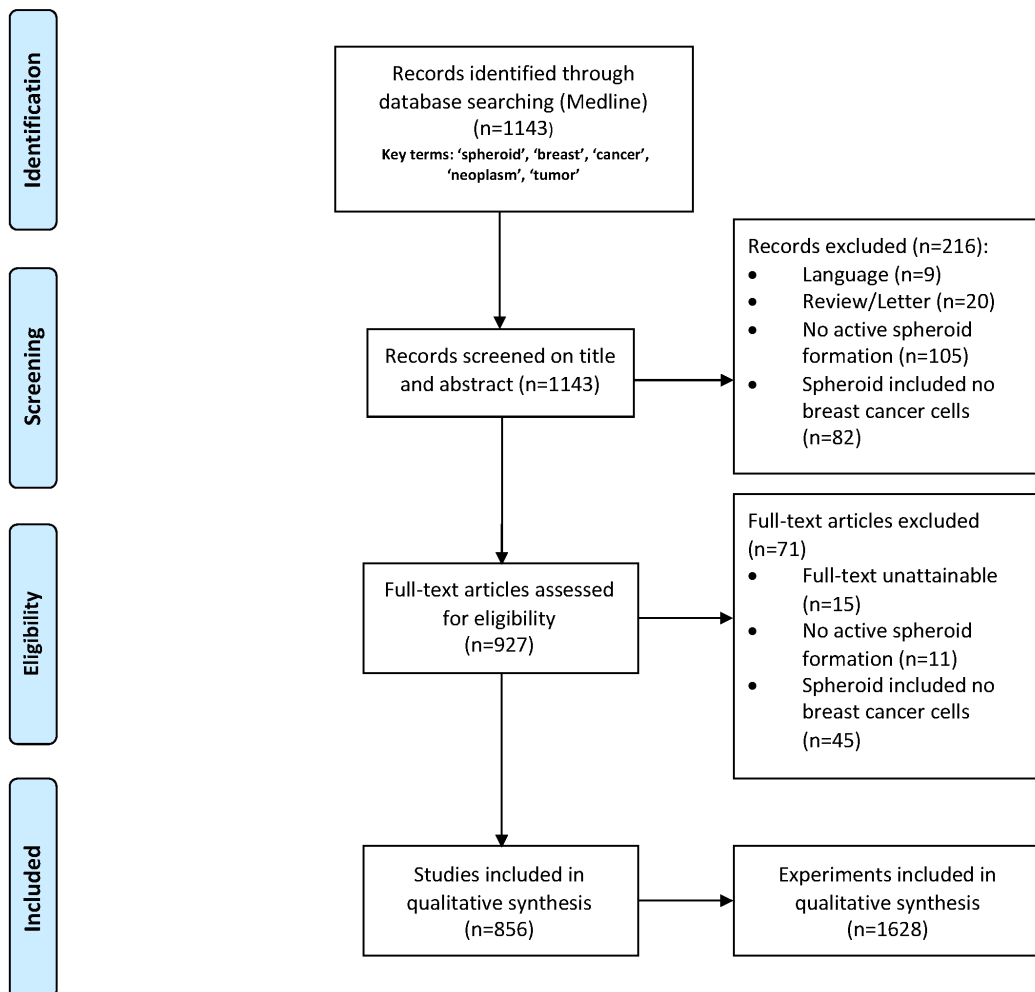 Identification
Records identified through
database searching (Medline)
(n=1143)
Key terms: ‘spheroid’, ‘breast’, ‘cancer’,
‘neoplasm’, ‘tumor’
Screening
Records screened on title
and abstract (n=1143)
Records excluded (n=216):
• Language (n=9)
• Review/Letter (n=20)
• No active spheroid
formation (n=105)
• Spheroid included no
breast cancer cells
(n=82)
Eligibility
Full-text articles assessed
for eligibility
(n=927)
Full-text articles excluded
(n=71)
• Full-text unattainable
(n=15)
• No active spheroid
formation (n=11)
• Spheroid included no
breast cancer cells
(n=45)
Included
Studies included in
qualitative synthesis
(n=856)
Experiments included in
qualitative synthesis
(n=1628)